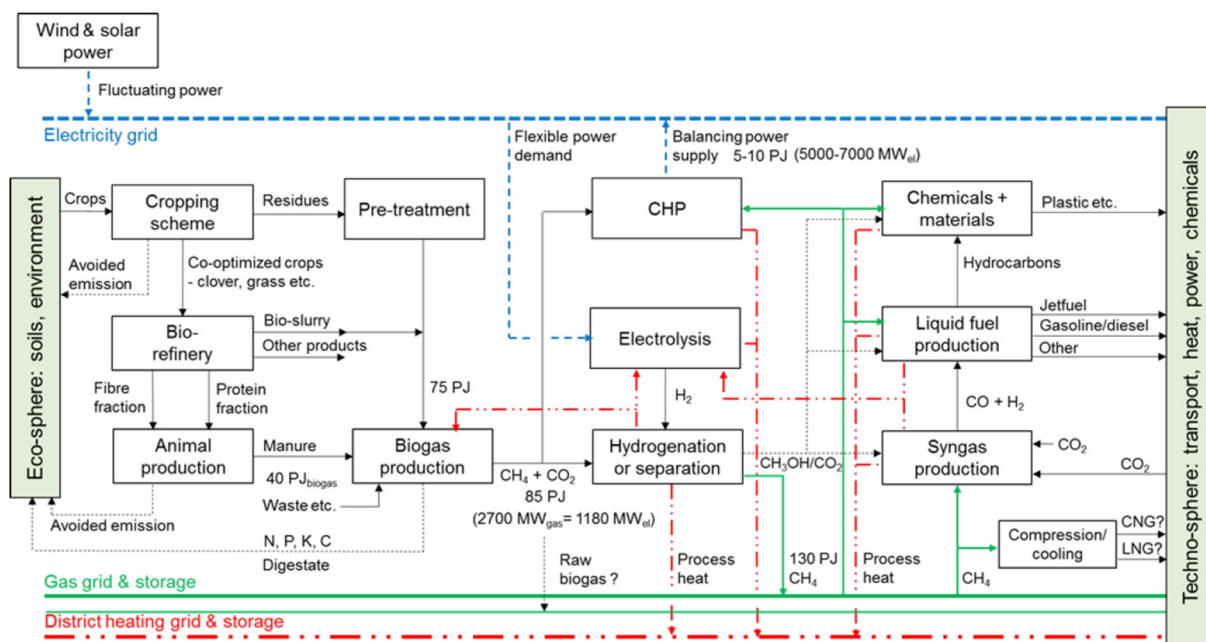 Wind & solar
power
Fluctuating power
Electricity grid
Flexible power
demand
Balancing power
supply 5-10 PJ (5000-7000 MWel)
Eco-sphere: soils, environment
Crops
Cropping
scheme
Residues
Pre-treatment
CHP
Chemicals +
materials
Plastic etc.
Avoided
emission
Co-optimized crops
- clover, grass etc.
Hydrocarbons
Bio-
refinery
Bio-slurry
Other products
Electrolysis
Liquid fuel
production
Jetfuel
Gasoline/diesel
Other
Fibre
fraction
Protein
fraction
75 PJ
H2
CO + H2
Animal
production
Manure
40 PJbiogas
Waste etc.
Biogas
production
CH4 + CO2
85 PJ
(2700 MWgas= 1180 MWel)
Hydrogenation
or separation
CH3OH/CO2
Syngas
production
CO2
CO2
Avoided emission
N, P, K, C
Digestate
Raw
biogas ?
Process
heat
130 PJ
CH4
Process
heat
CH4
Compression/
cooling
CNG?
LNG?
Gas grid & storage
District heating grid & storage
Techno-sphere: transport, heat, power, chemicals